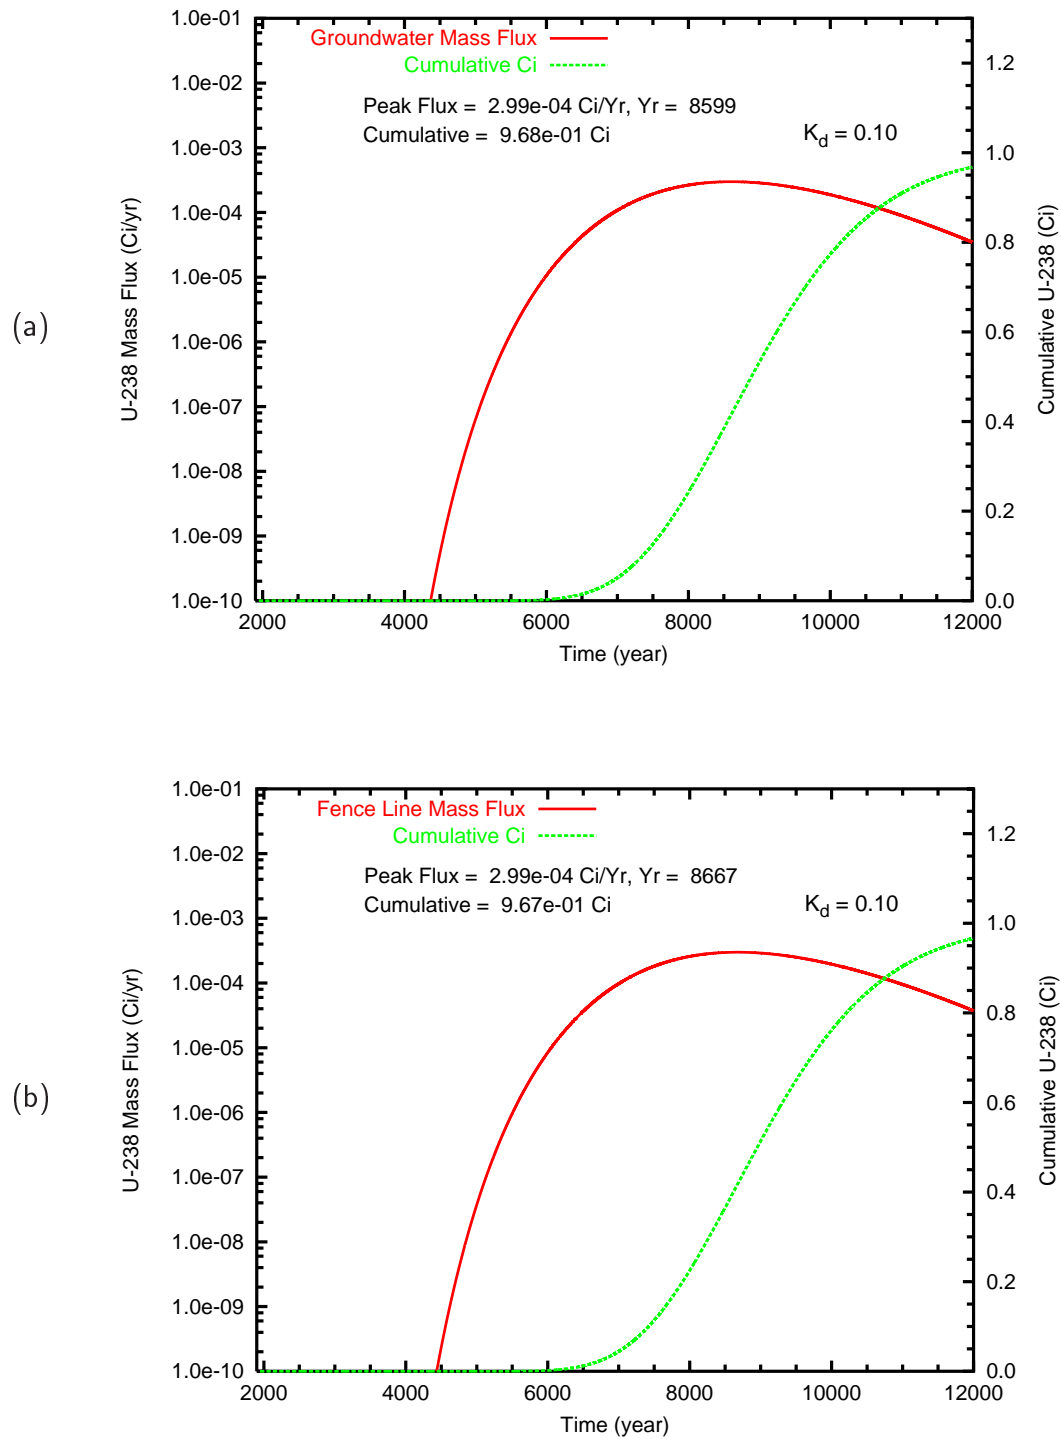 (a)
Groundwater Mass Flux
Cumulative Ci
Peak Flux = 2.99e-04 Ci/Yr, Yr = 8599
Cumulative = 9.68e-01 Ci
K_d = 0.10
U-238 Mass Flux (Ci/yr)
1.0e-01
1.0e-02
1.0e-03
1.0e-04
1.0e-05
1.0e-06
1.0e-07
1.0e-08
1.0e-09
1.0e-10
Cumulative U-238 (Ci)
1.2
1.0
0.8
0.6
0.4
0.2
0.0
2000 4000 6000 8000 10000 12000
Time (year)
(b)
Fence Line Mass Flux
Cumulative Ci
Peak Flux = 2.99e-04 Ci/Yr, Yr = 8667
Cumulative = 9.67e-01 Ci
K_d = 0.10
U-238 Mass Flux (Ci/yr)
1.0e-01
1.0e-02
1.0e-03
1.0e-04
1.0e-05
1.0e-06
1.0e-07
1.0e-08
1.0e-09
1.0e-10
Cumulative U-238 (Ci)
1.2
1.0
0.8
0.6
0.4
0.2
0.0
2000 4000 6000 8000 10000 12000
Time (year)